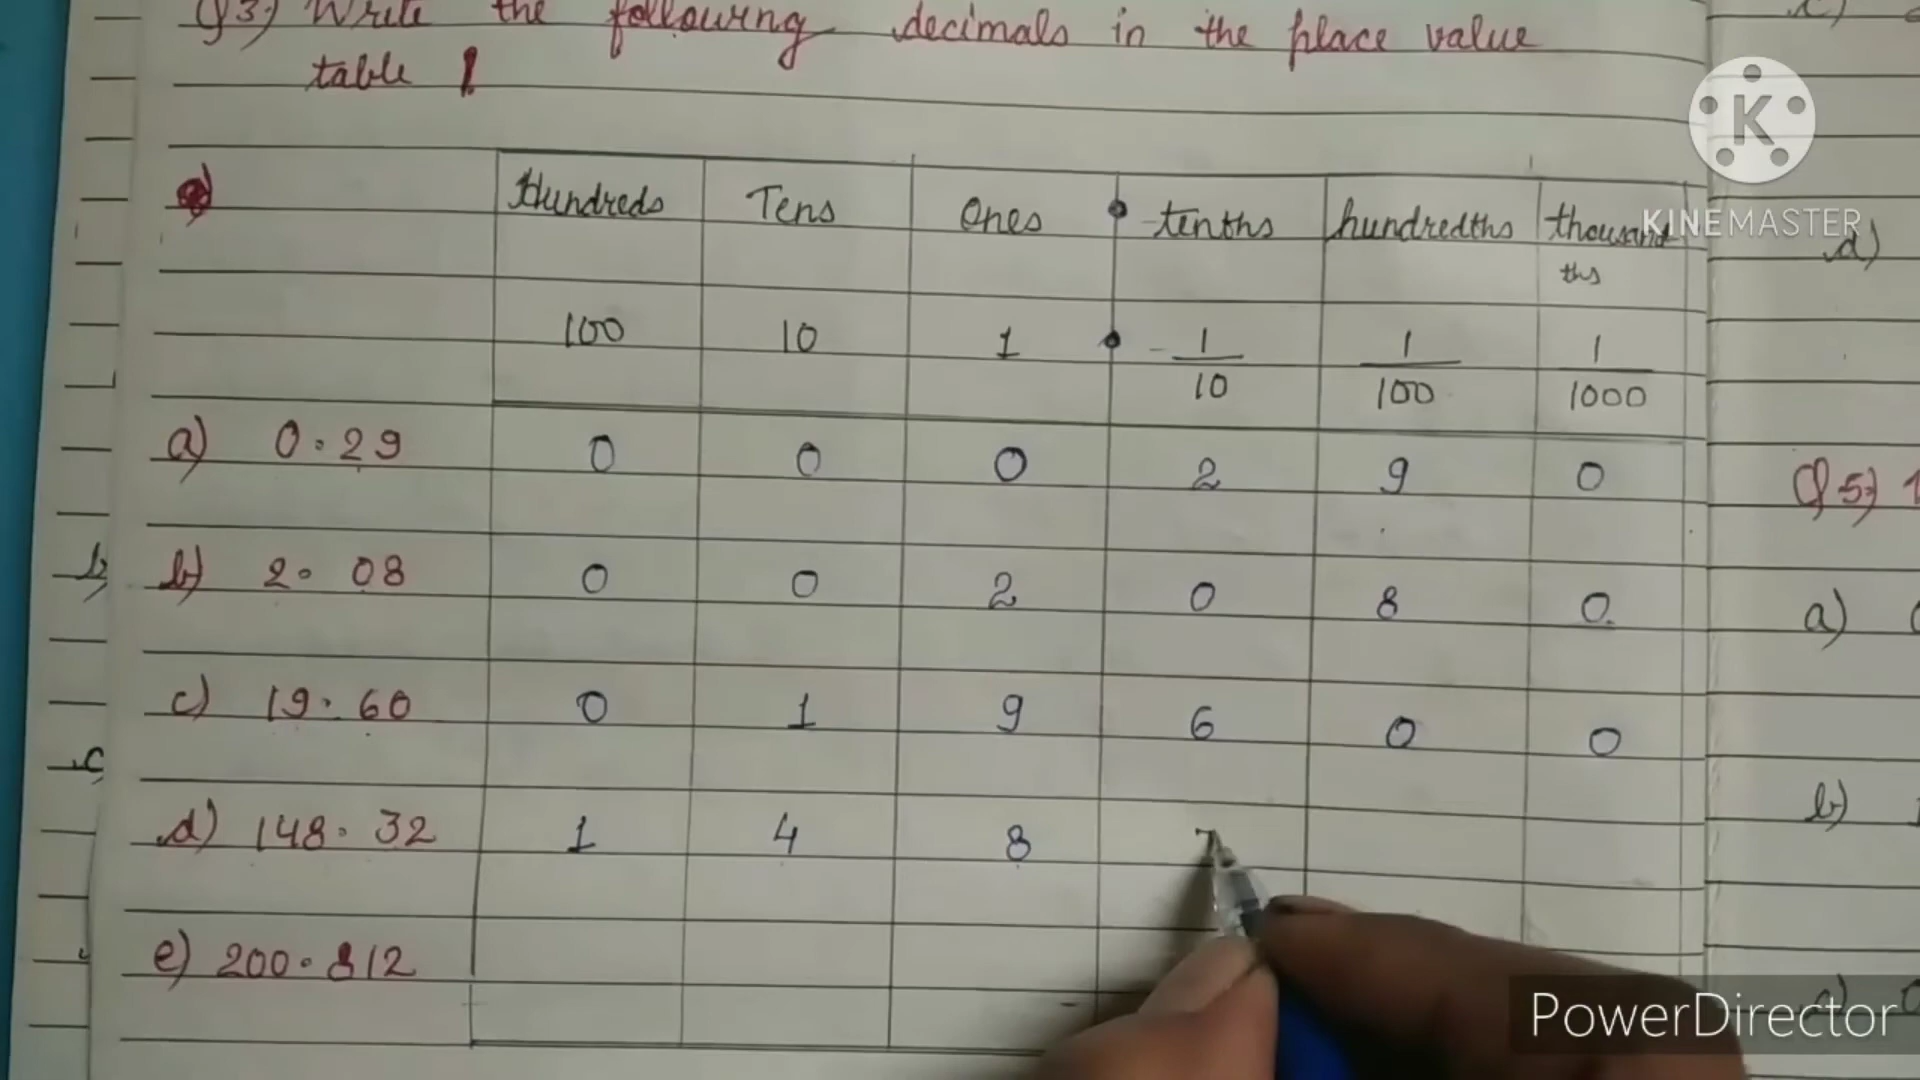 Q3) Write the following decimals in the place value
table !
Hundreds Tens Ones • tenths hundredths thousand
ths
100 10 1 • 1/10 1/100 1/1000
a) 0.29 0 0 0 2 9 0
b) 2.08 0 0 2 0 8 0
c) 19.60 0 1 9 6 0 0
d) 148.32 1 4 8
e) 200.812
d)
Q5)
a)
b)
K
KINEMASTER
PowerDirector